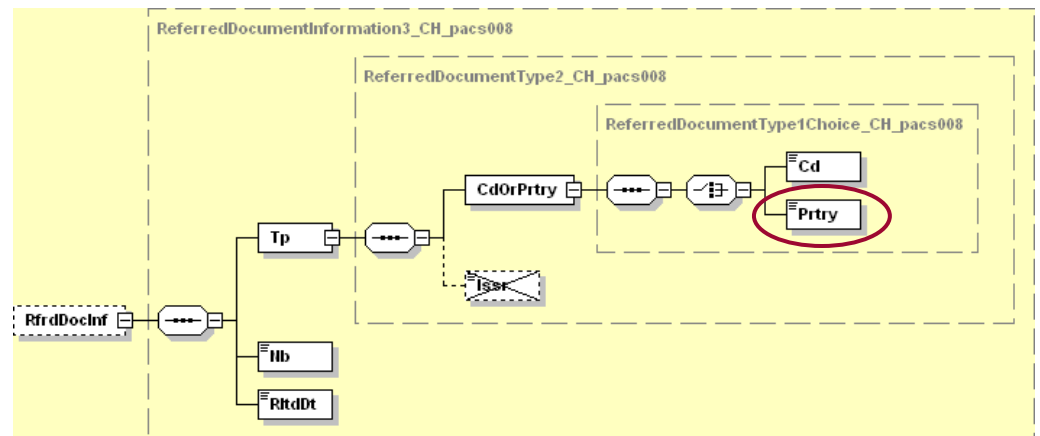 ReferredDocumentInformation3_CH_pacs008
ReferredDocumentType2_CH_pacs008
ReferredDocumentType1Choice_CH_pacs008
Cd
CdOrPrtry
Prtry
Tp
Issr
RfrdDocInf
Nb
RltdDt